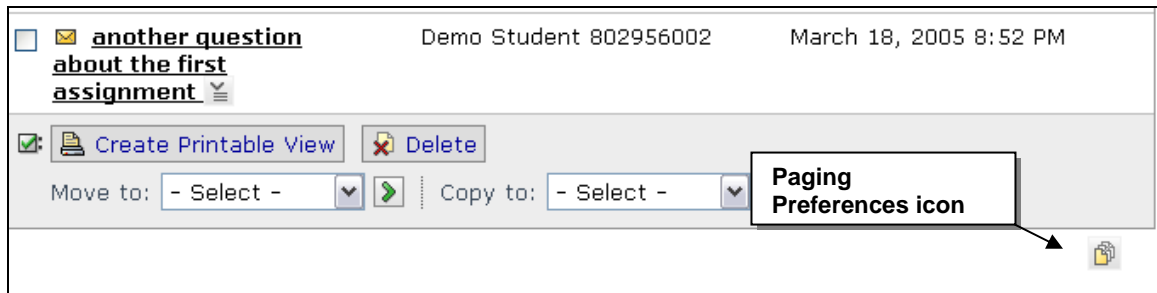 another question Demo Student 802956002 March 18, 2005 8:52 PM
about the first
assignment
Create Printable View Delete
Move to: - Select - Copy to: - Select -
Paging
Preferences icon